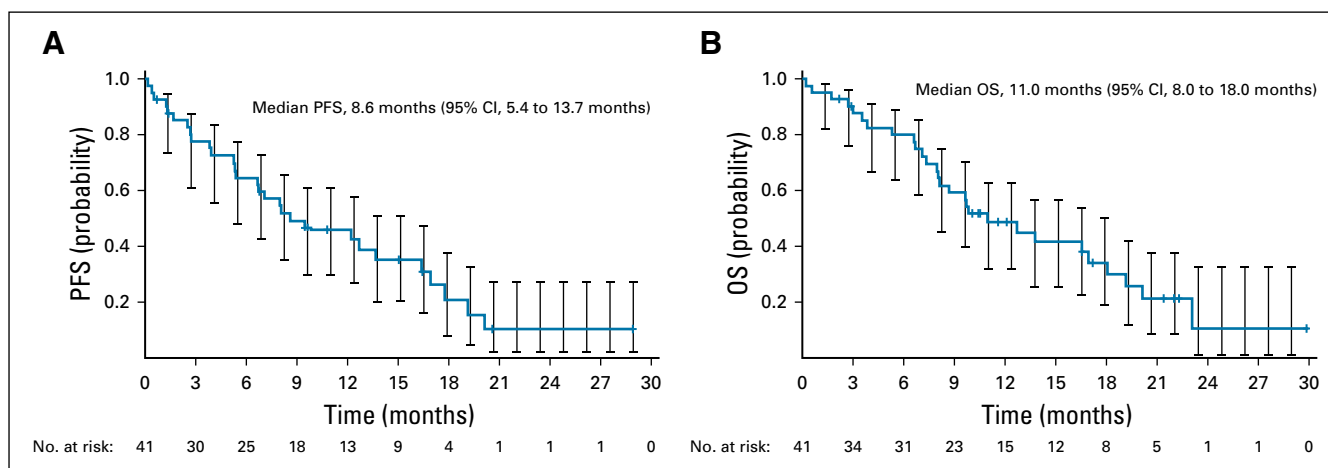 A
PFS (probability)
1.0
0.8
0.6
0.4
0.2
Median PFS, 8.6 months (95% CI, 5.4 to 13.7 months)
0 3 6 9 12 15 18 21 24 27 30
Time (months)
No. at risk: 41 30 25 18 13 9 4 1 1 1 0
B
OS (probability)
1.0
0.8
0.6
0.4
0.2
Median OS, 11.0 months (95% CI, 8.0 to 18.0 months)
0 3 6 9 12 15 18 21 24 27 30
Time (months)
No. at risk: 41 34 31 23 15 12 8 5 1 1 0